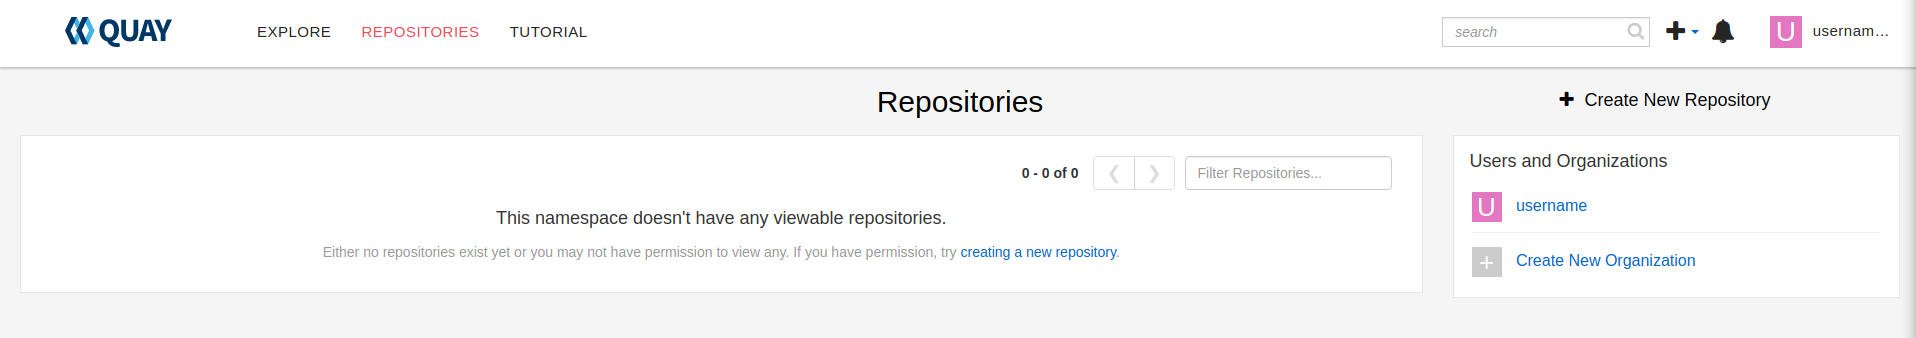 QUAY EXPLORE REPOSITORIES TUTORIAL search U usernam...
Repositories
Create New Repository
0 - 0 of 0 Filter Repositories...
This namespace doesn't have any viewable repositories.
Either no repositories exist yet or you may not have permission to view any. If you have permission, try creating a new repository.
Users and Organizations
U username
Create New Organization